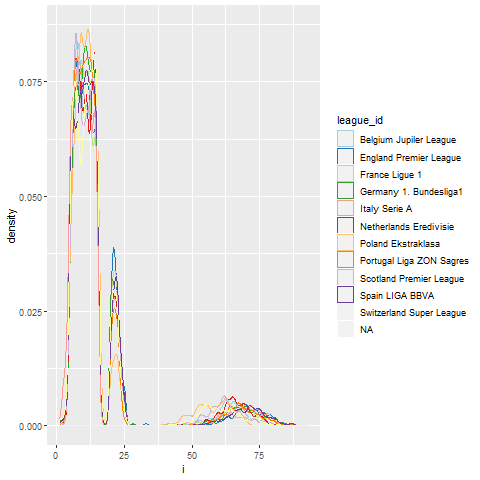 0.075
0.050
0.025
0.000
density
0
25
50
75
i
league_id
Belgium Jupiler League
England Premier League
France Ligue 1
Germany 1. Bundesliga1
Italy Serie A
Netherlands Eredivisie
Poland Ekstraklasa
Portugal Liga ZON Sagres
Scotland Premier League
Spain LIGA BBVA
Switzerland Super League
NA